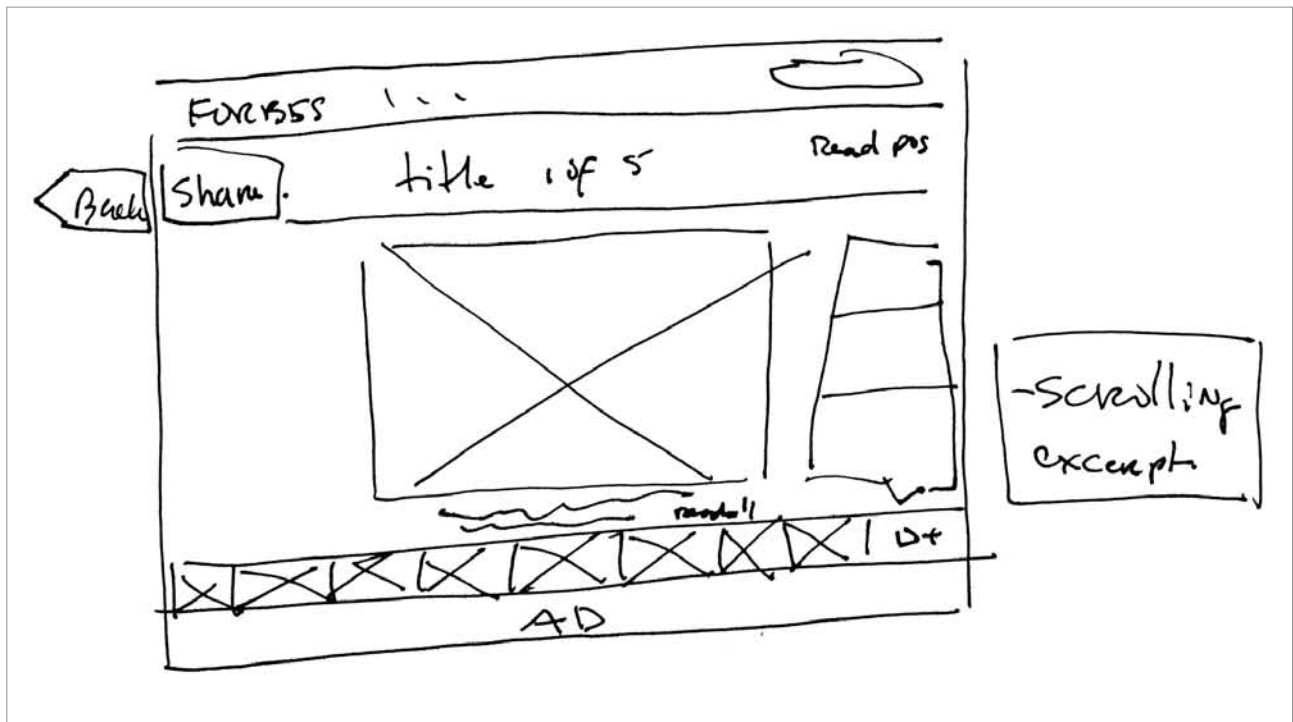 FORBES ...
Back
Share
title 1 of 5
Read pos
-Scrolling
excerpt
AD